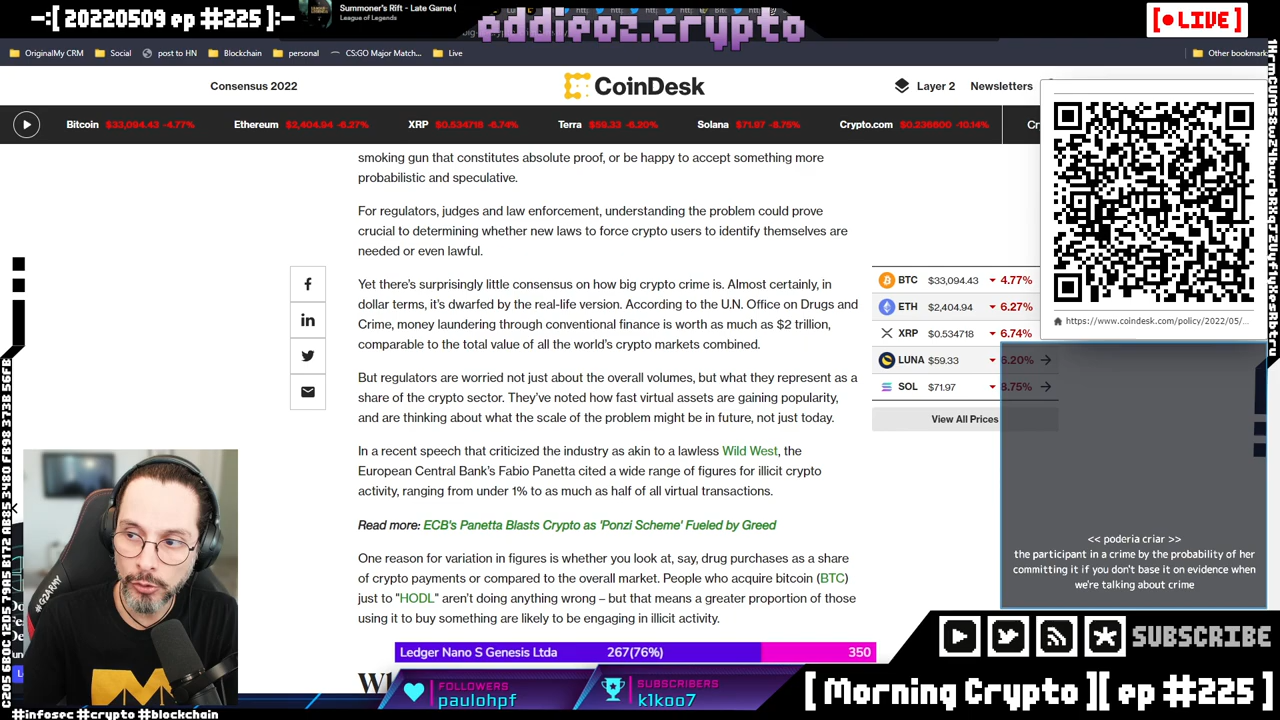 -:[ 20220509 ep #225 ]:-
Summoner's Rift - Late Game (
League of Legends
eddieoz.crypto
[ • LIVE ]
OriginalMy CRM
Social
post to HN
Blockchain
personal
CS:GO Major Match...
Live
Other bookmark
Consensus 2022
CoinDesk
Layer 2
Newsletters
Bitcoin $33,094.43 -4.77%
Ethereum $2,404.94 -6.27%
XRP $0.534718 -6.74%
Terra $59.33 -6.20%
Solana $71.97 -8.75%
Crypto.com $0.236600 -10.14%
Cr
smoking gun that constitutes absolute proof, or be happy to accept something more
probabilistic and speculative.
For regulators, judges and law enforcement, understanding the problem could prove
crucial to determining whether new laws to force crypto users to identify themselves are
needed or even lawful.
Yet there's surprisingly little consensus on how big crypto crime is. Almost certainly, in
dollar terms, it's dwarfed by the real-life version. According to the U.N. Office on Drugs and
Crime, money laundering through conventional finance is worth as much as $2 trillion,
comparable to the total value of all the world's crypto markets combined.
But regulators are worried not just about the overall volumes, but what they represent as a
share of the crypto sector. They've noted how fast virtual assets are gaining popularity,
and are thinking about what the scale of the problem might be in future, not just today.
In a recent speech that criticized the industry as akin to a lawless Wild West, the
European Central Bank's Fabio Panetta cited a wide range of figures for illicit crypto
activity, ranging from under 1% to as much as half of all virtual transactions.
Read more: ECB's Panetta Blasts Crypto as 'Ponzi Scheme' Fueled by Greed
One reason for variation in figures is whether you look at, say, drug purchases as a share
of crypto payments or compared to the overall market. People who acquire bitcoin (BTC)
just to "HODL" aren't doing anything wrong – but that means a greater proportion of those
using it to buy something are likely to be engaging in illicit activity.
BTC $33,094.43 4.77%
ETH $2,404.94 6.27%
XRP $0.534718 6.74%
LUNA $59.33 6.20%
SOL $71.97 8.75%
View All Prices
https://www.coindesk.com/policy/2022/05/...
<< poderia criar >>
the participant in a crime by the probability of her
committing it if you don't base it on evidence when
we're talking about crime
Ledger Nano S Genesis Ltda 267(76%) 350
FOLLOWERS
paulohpf
SUBSCRIBERS
k1koo7
SUBSCRIBE
[ Morning Crypto ][ ep #225 ]
#infosec #crypto #blockchain